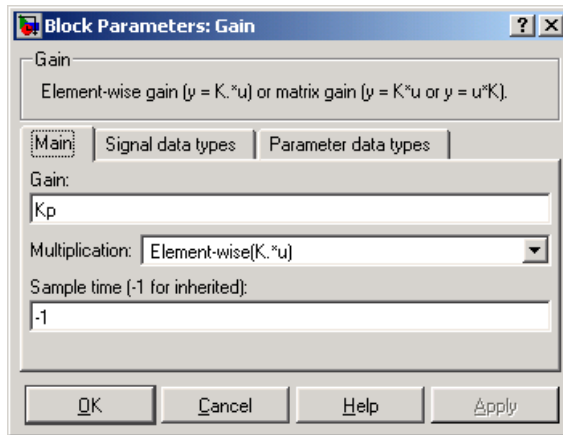 Block Parameters: Gain
Gain
Element-wise gain (y = K.*u) or matrix gain (y = K*u or y = u*K).
Main Signal data types Parameter data types
Gain:
Kp
Multiplication: Element-wise(K.*u)
Sample time (-1 for inherited):
-1
OK Cancel Help Apply